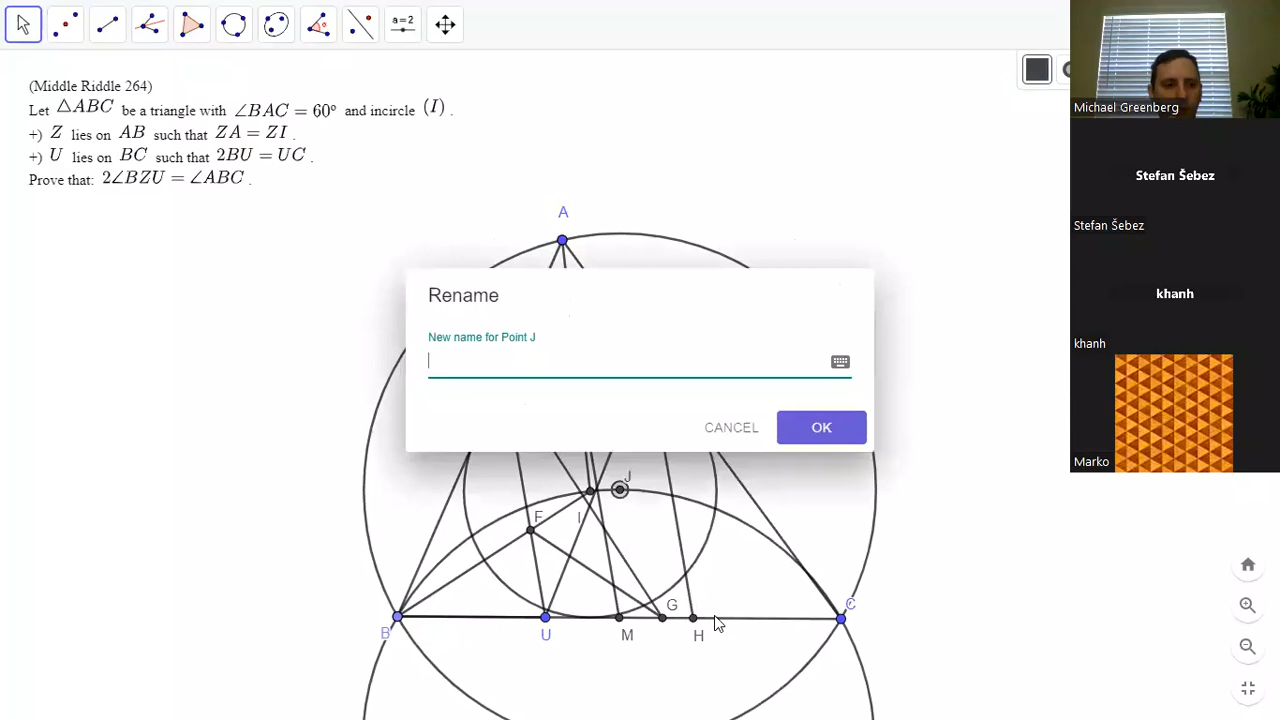 a=2
(Middle Riddle 264)
Let △ABC be a triangle with ∠BAC = 60° and incircle (I) .
+) Z lies on AB such that ZA = ZI .
+) U lies on BC such that 2BU = UC .
Prove that: 2∠BZU = ∠ABC .
A
Rename
New name for Point J
CANCEL
OK
J
F
I
G
C
B
U
M
H
Michael Greenberg
Stefan Šebez
Stefan Šebez
khanh
khanh
Marko